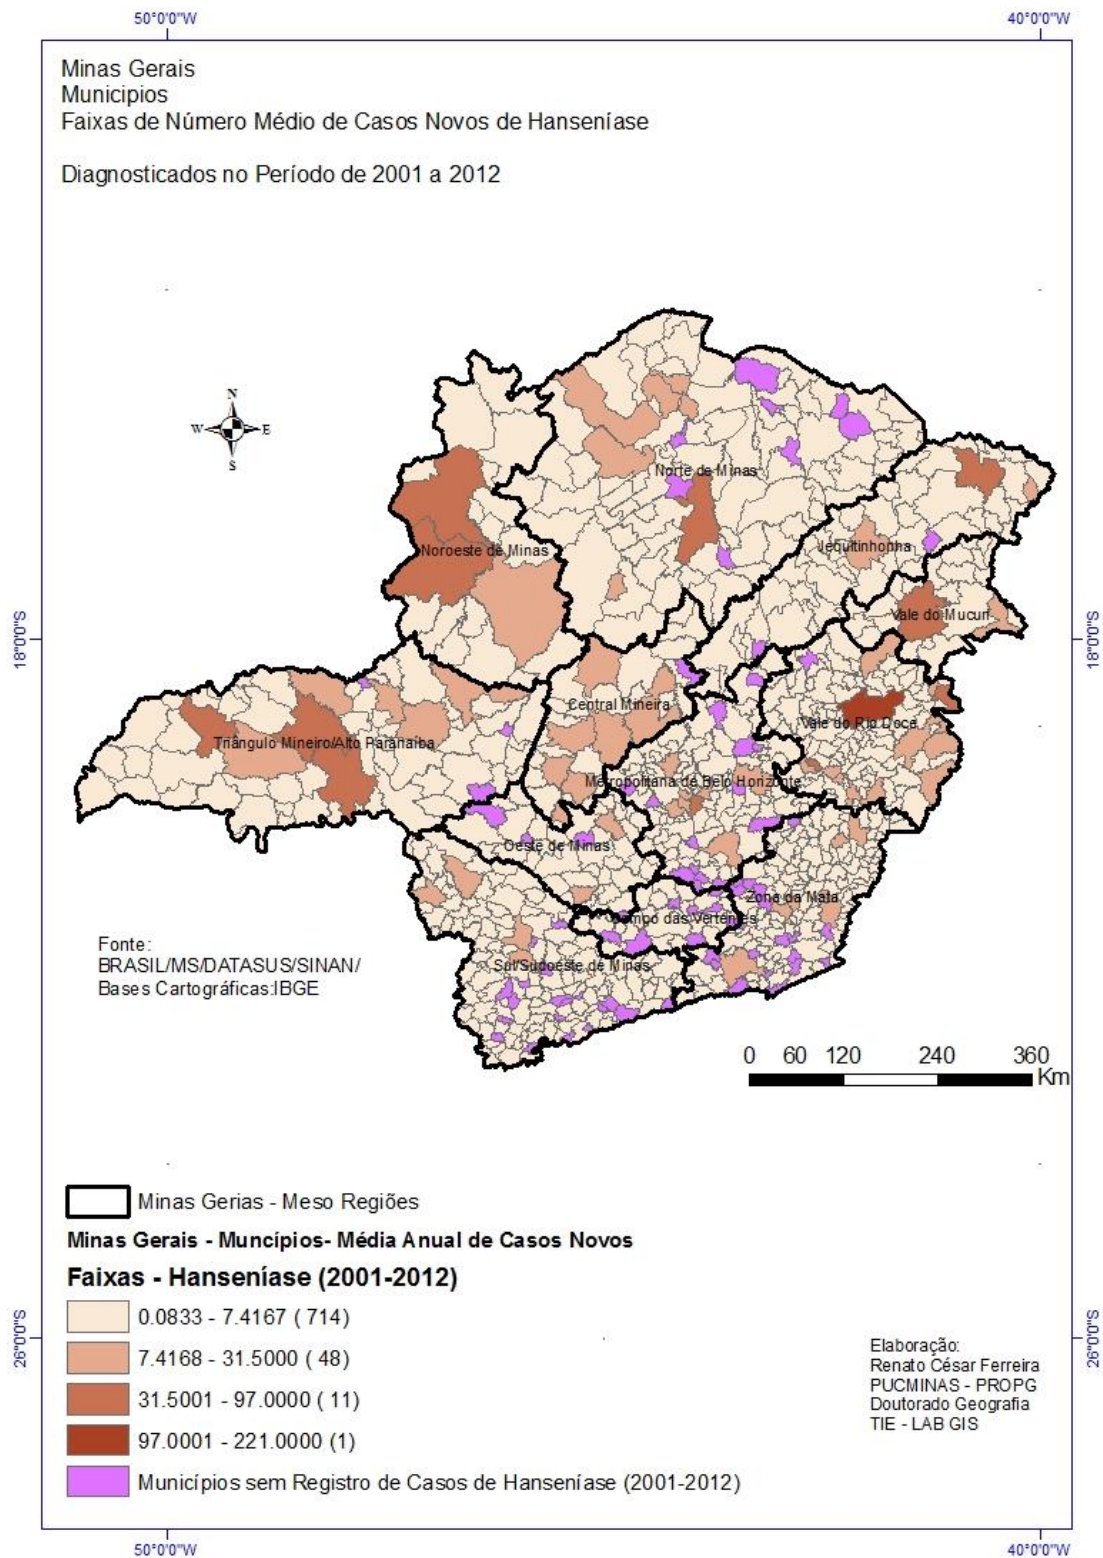 50°0'0"W
40°0'0"W
Minas Gerais
Municipios
Faixas de Número Médio de Casos Novos de Hanseníase
Diagnosticados no Período de 2001 a 2012
N
W
E
S
Norte de Minas
Noroeste de Minas
Jequitinhonha
Vale do Mucuri
18°0'0"S
18°0'0"S
Central Mineira
Vale do Rio Doce
Triângulo Mineiro/Alto Paranaíba
Metropolitana de Belo Horizonte
Oeste de Minas
Zona da Mata
Campo das Vertentes
Sul/Sudoeste de Minas
Fonte:
BRASIL/MS/DATASUS/SINAN/
Bases Cartográficas:IBGE
0 60 120 240 360
Km
Minas Gerias - Meso Regiões
Minas Gerais - Muncípios- Média Anual de Casos Novos
Faixas - Hanseníase (2001-2012)
0.0833 - 7.4167 ( 714)
7.4168 - 31.5000 ( 48)
31.5001 - 97.0000 ( 11)
97.0001 - 221.0000 (1)
Municípios sem Registro de Casos de Hanseníase (2001-2012)
26°0'0"S
26°0'0"S
Elaboração:
Renato César Ferreira
PUCMINAS - PROPG
Doutorado Geografia
TIE - LAB GIS
50°0'0"W
40°0'0"W